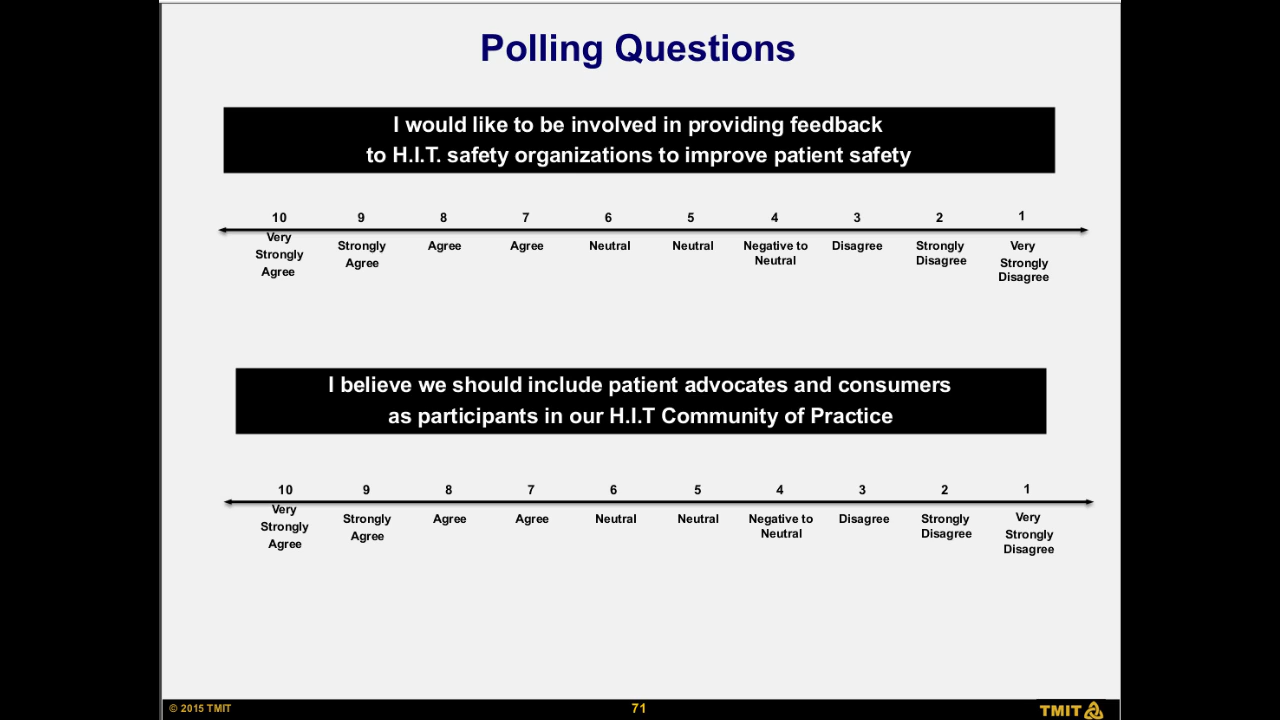 Polling Questions
I would like to be involved in providing feedback
to H.I.T. safety organizations to improve patient safety
10 9 8 7 6 5 4 3 2 1
Very Strongly Agree Agree Neutral Neutral Negative to Disagree Strongly Very
Strongly Agree Neutral Disagree Strongly
Agree Disagree
I believe we should include patient advocates and consumers
as participants in our H.I.T Community of Practice
10 9 8 7 6 5 4 3 2 1
Very Strongly Agree Agree Neutral Neutral Negative to Disagree Strongly Very
Strongly Agree Neutral Disagree Strongly
Agree Disagree
© 2015 TMIT 71 TMIT